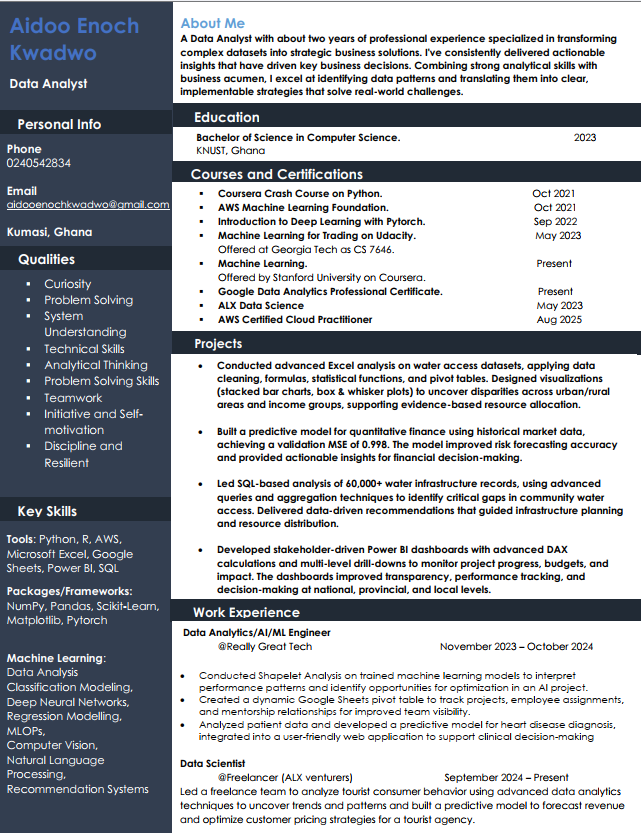 Aidoo Enoch
Kwadwo
Data Analyst
Personal Info
Phone
0240542834
Email
aidooenochkwadwo@gmail.com
Kumasi, Ghana
Qualities
▪ Curiosity
▪ Problem Solving
▪ System
Understanding
▪ Technical Skills
▪ Analytical Thinking
▪ Problem Solving Skills
▪ Teamwork
▪ Initiative and Self-
motivation
▪ Discipline and
Resilient
Key Skills
Tools: Python, R, AWS,
Microsoft Excel, Google
Sheets, Power BI, SQL
Packages/Frameworks:
NumPy, Pandas, Scikit-Learn,
Matplotlib, Pytorch
Machine Learning:
Data Analysis
Classification Modeling,
Deep Neural Networks,
Regression Modelling,
MLOPs,
Computer Vision,
Natural Language
Processing,
Recommendation Systems
About Me
A Data Analyst with about two years of professional experience specialized in transforming
complex datasets into strategic business solutions. I've consistently delivered actionable
insights that have driven key business decisions. Combining strong analytical skills with
business acumen, I excel at identifying data patterns and translating them into clear,
implementable strategies that solve real-world challenges.
Education
Bachelor of Science in Computer Science. 2023
KNUST, Ghana
Courses and Certifications
▪ Coursera Crash Course on Python. Oct 2021
▪ AWS Machine Learning Foundation. Oct 2021
▪ Introduction to Deep Learning with Pytorch. Sep 2022
▪ Machine Learning for Trading on Udacity. May 2023
Offered at Georgia Tech as CS 7646.
▪ Machine Learning. Present
Offered by Stanford University on Coursera.
▪ Google Data Analytics Professional Certificate. Present
▪ ALX Data Science May 2023
▪ AWS Certified Cloud Practitioner Aug 2025
Projects
• Conducted advanced Excel analysis on water access datasets, applying data
cleaning, formulas, statistical functions, and pivot tables. Designed visualizations
(stacked bar charts, box & whisker plots) to uncover disparities across urban/rural
areas and income groups, supporting evidence-based resource allocation.
• Built a predictive model for quantitative finance using historical market data,
achieving a validation MSE of 0.998. The model improved risk forecasting accuracy
and provided actionable insights for financial decision-making.
• Led SQL-based analysis of 60,000+ water infrastructure records, using advanced
queries and aggregation techniques to identify critical gaps in community water
access. Delivered data-driven recommendations that guided infrastructure planning
and resource distribution.
• Developed stakeholder-driven Power BI dashboards with advanced DAX
calculations and multi-level drill-downs to monitor project progress, budgets, and
impact. The dashboards improved transparency, performance tracking, and
decision-making at national, provincial, and local levels.
Work Experience
Data Analytics/AI/ML Engineer
@Really Great Tech November 2023 – October 2024
• Conducted Shapelet Analysis on trained machine learning models to interpret
performance patterns and identify opportunities for optimization in an AI project.
• Created a dynamic Google Sheets pivot table to track projects, employee assignments,
and mentorship relationships for improved team visibility.
• Analyzed patient data and developed a predictive model for heart disease diagnosis,
integrated into a user-friendly web application to support clinical decision-making
Data Scientist
@Freelancer (ALX venturers) September 2024 – Present
Led a freelance team to analyze tourist consumer behavior using advanced data analytics
techniques to uncover trends and patterns and built a predictive model to forecast revenue
and optimize customer pricing strategies for a tourist agency.